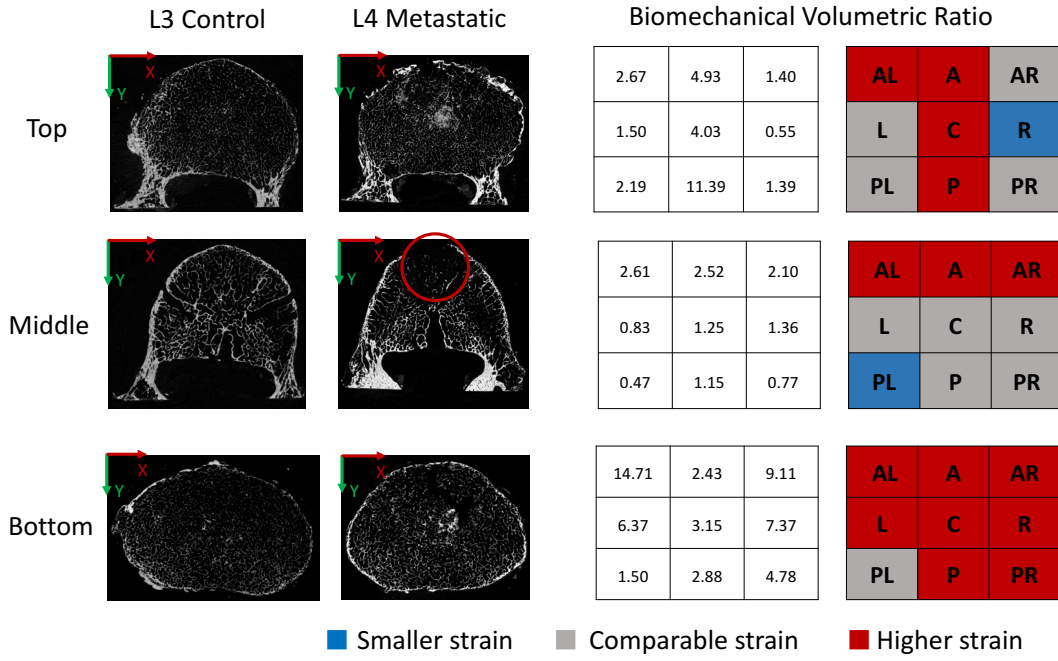 L3 Control L4 Metastatic Biomechanical Volumetric Ratio
Top
X
Y
X
Y
2.67 4.93 1.40
1.50 4.03 0.55
2.19 11.39 1.39
AL A AR
L C R
PL P PR
Middle
X
Y
X
Y
2.61 2.52 2.10
0.83 1.25 1.36
0.47 1.15 0.77
AL A AR
L C R
PL P PR
Bottom
X
Y
X
Y
14.71 2.43 9.11
6.37 3.15 7.37
1.50 2.88 4.78
AL A AR
L C R
PL P PR
Smaller strain Comparable strain Higher strain